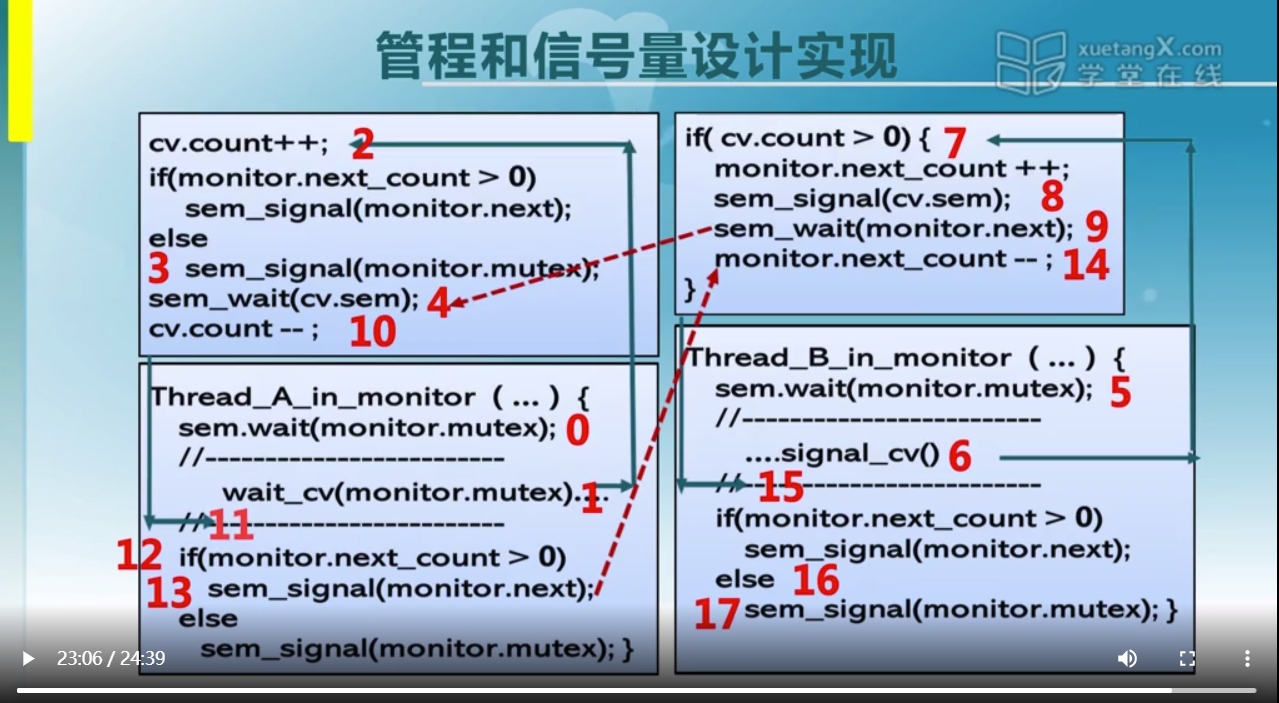 管程和信号量设计实现
xuetangX.com
学堂在线
cv.count++; 2
if(monitor.next_count > 0)
sem_signal(monitor.next);
else
3 sem_signal(monitor.mutex);
sem_wait(cv.sem); 4
cv.count -- ; 10
if( cv.count > 0) { 7
monitor.next_count ++;
sem_signal(cv.sem); 8
sem_wait(monitor.next); 9
monitor.next_count -- ; 14
}
Thread_A_in_monitor (...) {
sem.wait(monitor.mutex); 0
//-------------------------
wait_cv(monitor.mutex).... 1
//------------------------- 11
12 if(monitor.next_count > 0)
13 sem_signal(monitor.next);
else
sem_signal(monitor.mutex); }
Thread_B_in_monitor (...) {
sem.wait(monitor.mutex); 5
//-------------------------
....signal_cv() 6
//------------------------- 15
if(monitor.next_count > 0)
sem_signal(monitor.next);
else 16
17 sem_signal(monitor.mutex); }
23:06 / 24:39